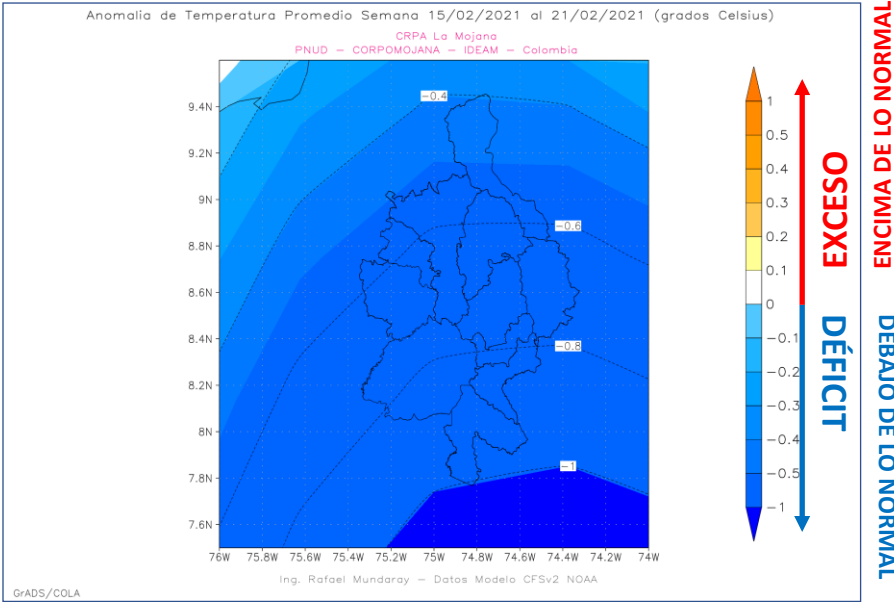 Anomalia de Temperatura Promedio Semana 15/02/2021 al 21/02/2021 (grados Celsius)
CRPA La Mojana
PNUD – CORPOMOJANA – IDEAM – Colombia
9.4N
9.2N
9N
8.8N
8.6N
8.4N
8.2N
8N
7.8N
7.6N
76W 75.8W 75.6W 75.4W 75.2W 75W 74.8W 74.6W 74.4W 74.2W 74W
−0.4
−0.6
−0.8
−1
1
0.5
0.4
0.3
0.2
0.1
0
−0.1
−0.2
−0.3
−0.4
−0.5
−1
EXCESO
DÉFICIT
ENCIMA DE LO NORMAL
DEBAJO DE LO NORMAL
Ing. Rafael Mundaray – Datos Modelo CFSv2 NOAA
GrADS/COLA